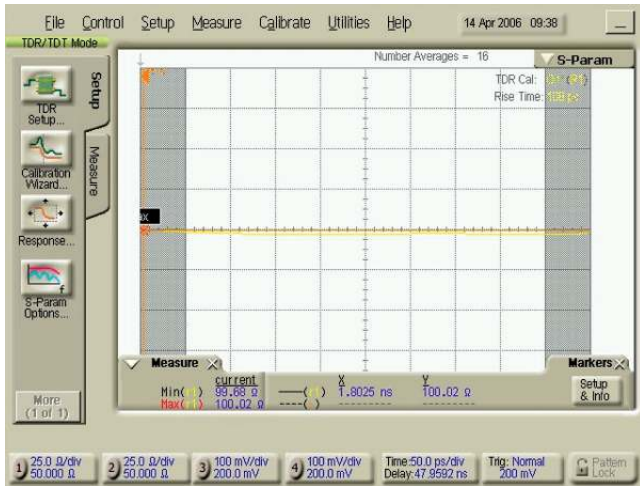 File Control Setup Measure Calibrate Utilities Help 14 Apr 2006 09:38
TDR/TDT Mode
Number Averages = 16
S-Param
TDR Cal:
Rise Time:
Setup
TDR
Setup...
Measure
Calibration
Wizard...
Response...
S-Param
Options...
More
(1 of 1)
Measure
Markers
current X Y
Min(r1) 99.68 Ω ——(r1) 1.8025 ns 100.02 Ω
Max(r1) 100.02 Ω ----( ) -------- --------
Setup
& Info
1 25.0 Ω/div
50.000 Ω
2 25.0 Ω/div
50.000 Ω
3 100 mV/div
200.0 mV
4 100 mV/div
200.0 mV
Time:50.0 ps/div
Delay:47.9592 ns
Trig: Normal
200 mV
Pattern
Lock